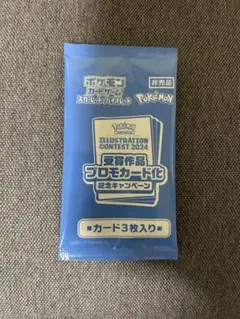 ポケモン
カードゲーム
スカーレット&バイオレット
非売品
Pokémon
Pokémon
ILLUSTRATION
CONTEST 2024
受賞作品
プロモカード化
記念キャンペーン
■カード3枚入り■